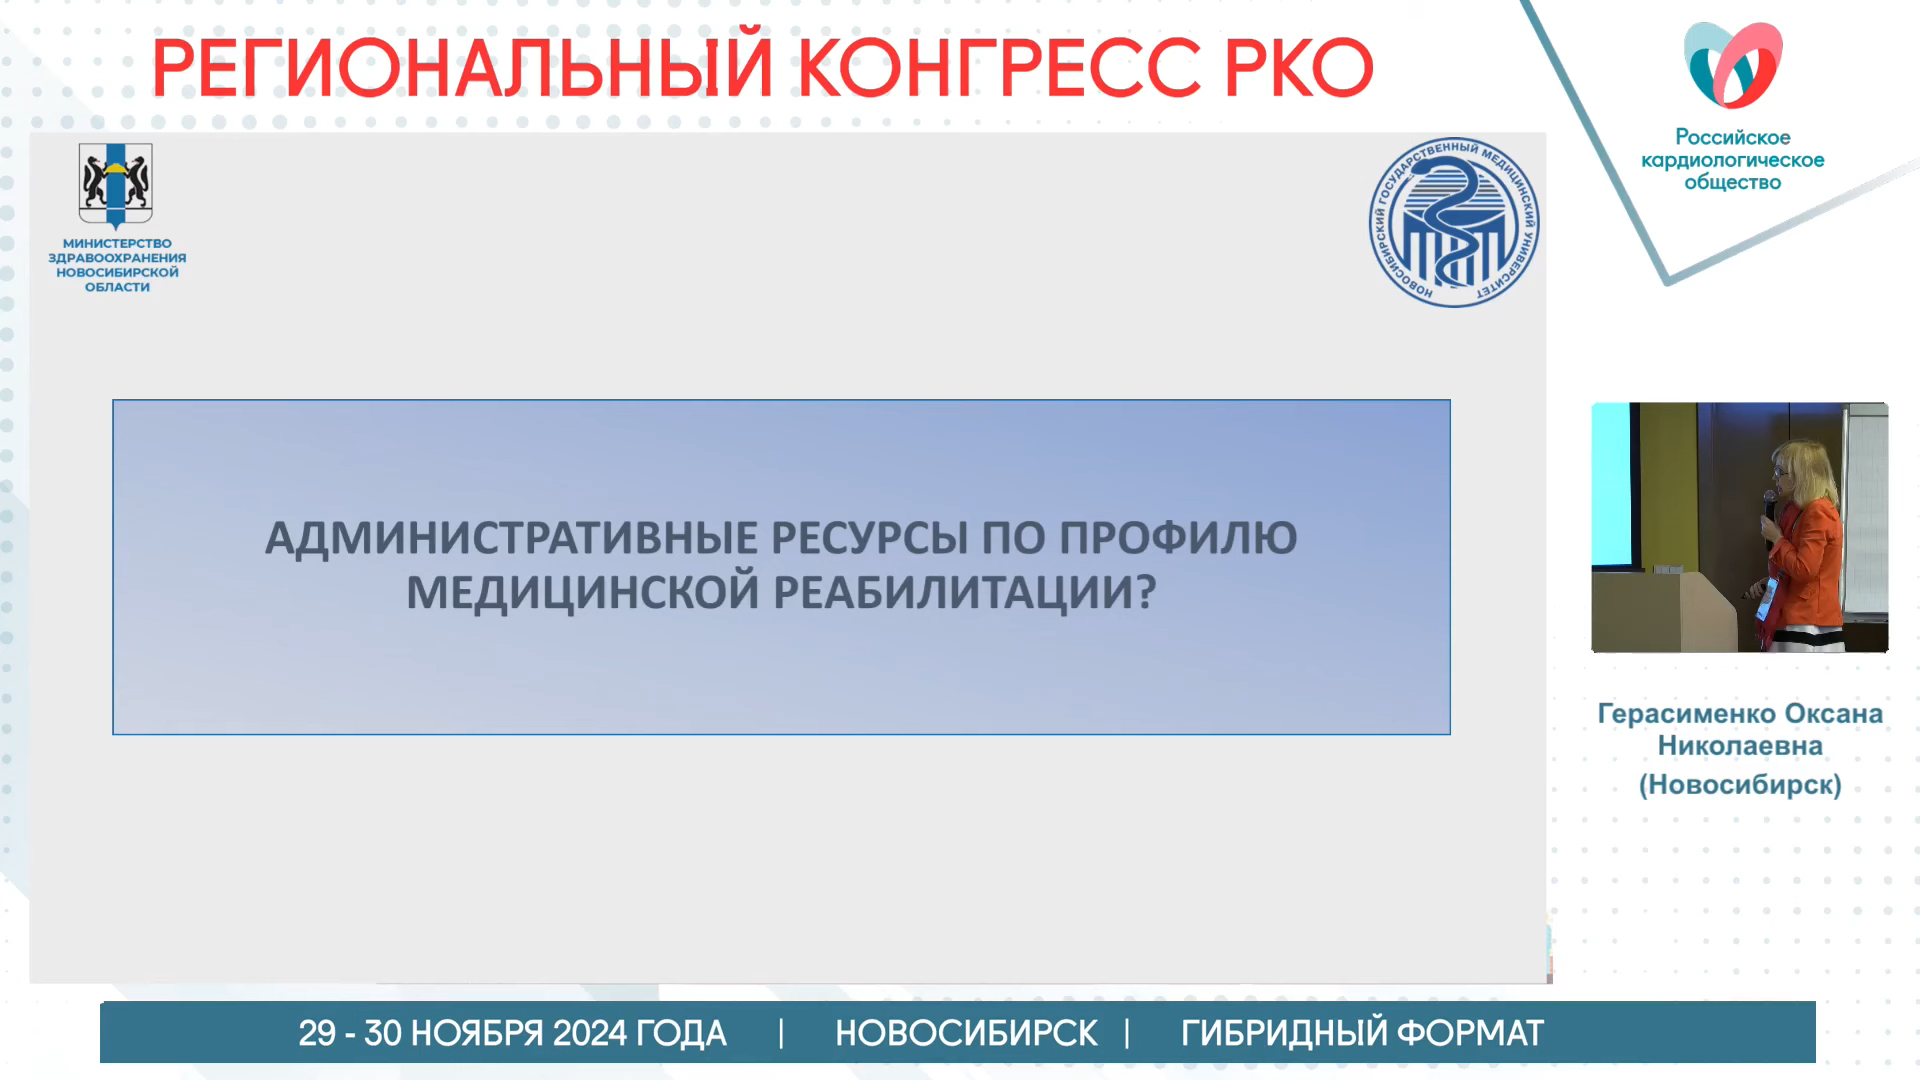 РЕГИОНАЛЬНЫЙ КОНГРЕСС РКО
Российское
кардиологическое
общество
МИНИСТЕРСТВО
ЗДРАВООХРАНЕНИЯ
НОВОСИБИРСКОЙ
ОБЛАСТИ
НОВОСИБИРСКИЙ ГОСУДАРСТВЕННЫЙ МЕДИЦИНСКИЙ УНИВЕРСИТЕТ
АДМИНИСТРАТИВНЫЕ РЕСУРСЫ ПО ПРОФИЛЮ
МЕДИЦИНСКОЙ РЕАБИЛИТАЦИИ?
Герасименко Оксана
Николаевна
(Новосибирск)
29 - 30 НОЯБРЯ 2024 ГОДА | НОВОСИБИРСК | ГИБРИДНЫЙ ФОРМАТ